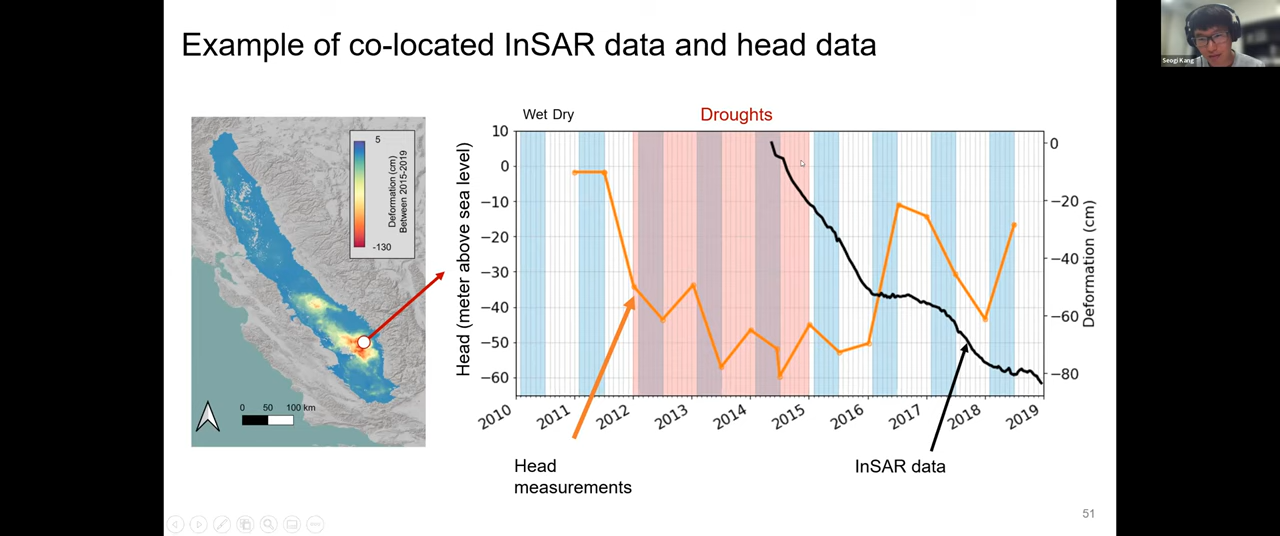 Example of co-located InSAR data and head data
Seogi Kang
5
Deformation (cm)
Between 2015-2019
-130
0 50 100 km
Wet Dry
Droughts
Head (meter above sea level)
10
0
−10
−20
−30
−40
−50
−60
2010 2011 2012 2013 2014 2015 2016 2017 2018 2019
0
−20
−40
−60
−80
Deformation (cm)
Head
measurements
InSAR data
51